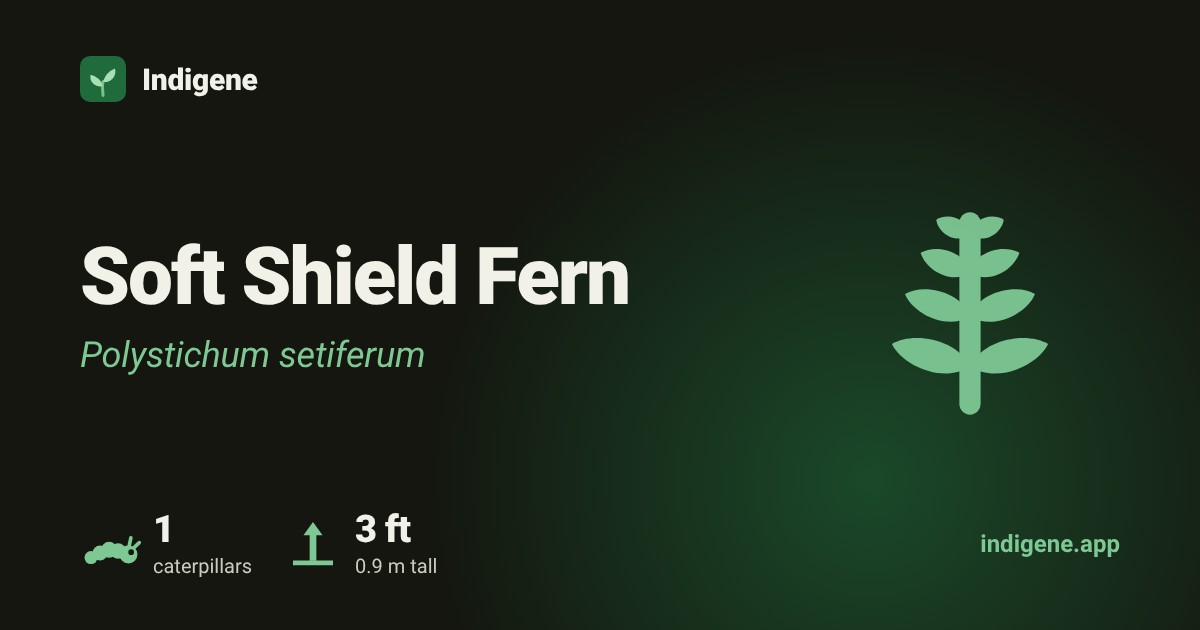 Indigene
Soft Shield Fern
Polystichum setiferum
1
caterpillars
3 ft
0.9 m tall
indigene.app